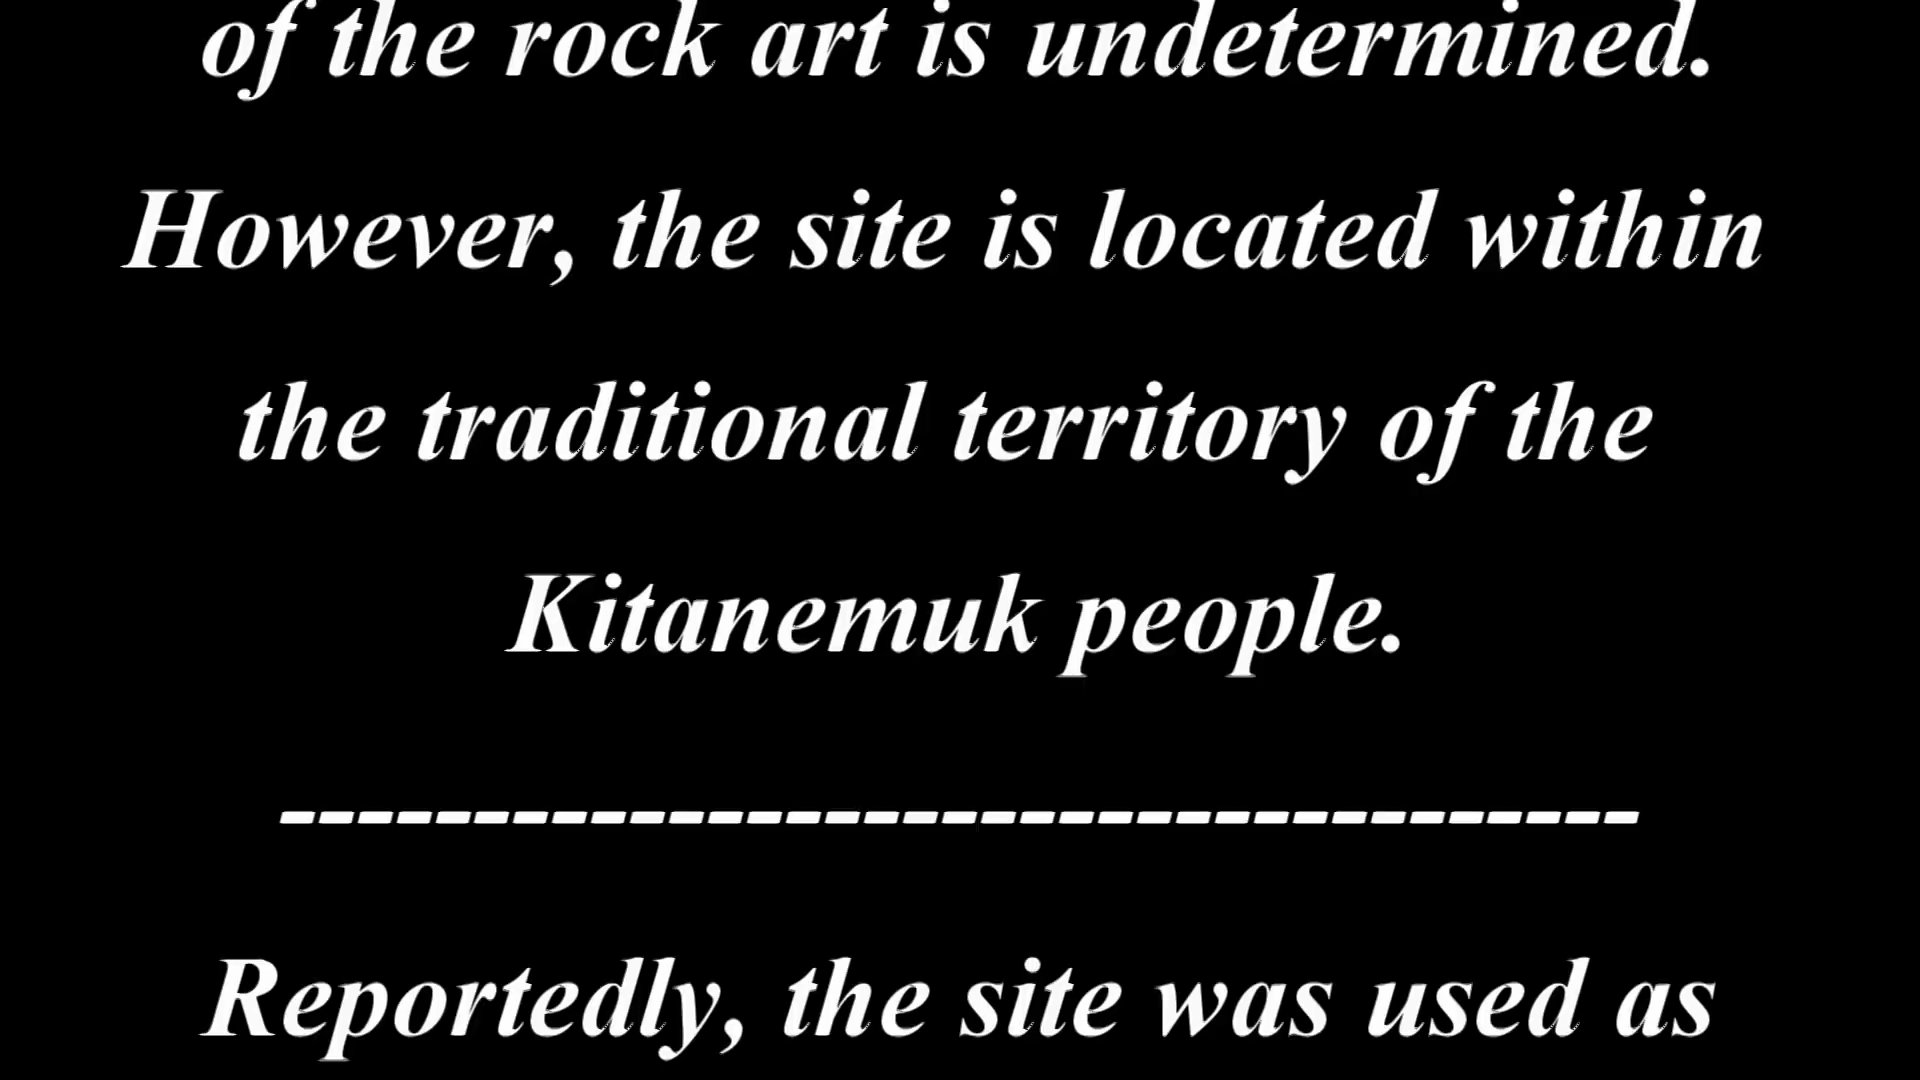 of the rock art is undetermined.
However, the site is located within
the traditional territory of the
Kitanemuk people.
-----------------------------------
Reportedly, the site was used as